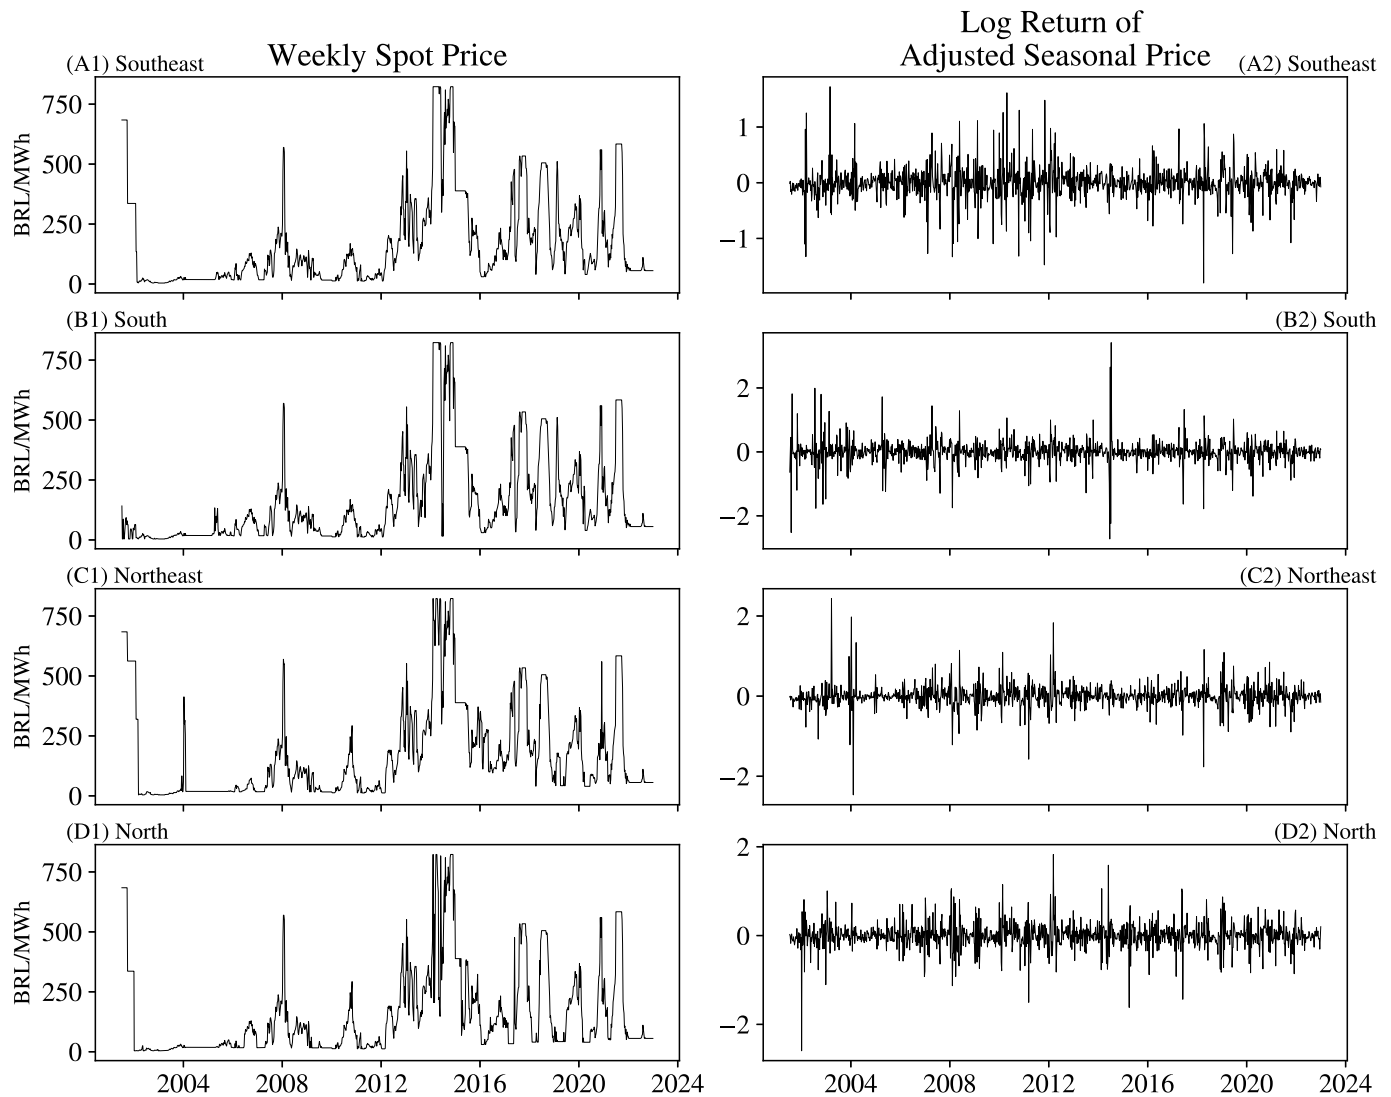 Weekly Spot Price
Log Return of
Adjusted Seasonal Price
(A1) Southeast
750
500
250
0
BRL/MWh
(A2) Southeast
1
0
−1
(B1) South
750
500
250
0
BRL/MWh
(B2) South
2
0
−2
(C1) Northeast
750
500
250
0
BRL/MWh
(C2) Northeast
2
0
−2
(D1) North
750
500
250
0
BRL/MWh
2004 2008 2012 2016 2020 2024
(D2) North
2
0
−2
2004 2008 2012 2016 2020 2024